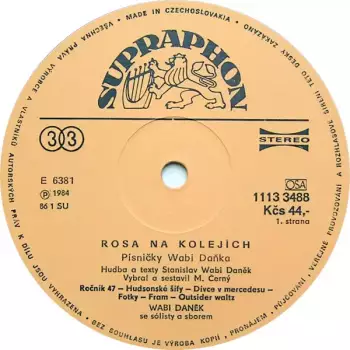 MADE IN CZECHOSLOVAKIA
VŠECHNA PRÁVA VÝROBCE A VLASTNÍKŮ AUTORSKÝCH PRÁV K DÍLU JSOU VYHRAZENA.
BEZ SOUHLASU JE VÝROBA KOPIÍ, PRONÁJEM, PŮJČOVÁNÍ, VEŘEJNÉ PROVOZOVÁNÍ A ROZHLASOVÉ ŠÍŘENÍ TÉTO DESKY ZAKÁZÁNO
SUPRAPHON
33
STEREO
E 6381
Ⓟ 1984
86 1 SU
OSA
1113 3488
Kčs 44,-
1. strana
ROSA NA KOLEJÍCH
Písničky Wabi Daňka
Hudba a texty Stanislav Wabi Daněk
Vybral a sestavil M. Černý
Ročník 47 – Hudsonské šífy – Dívce v mercedesu –
Fotky – Fram – Outsider waltz
WABI DANĚK
se sólisty a sborem